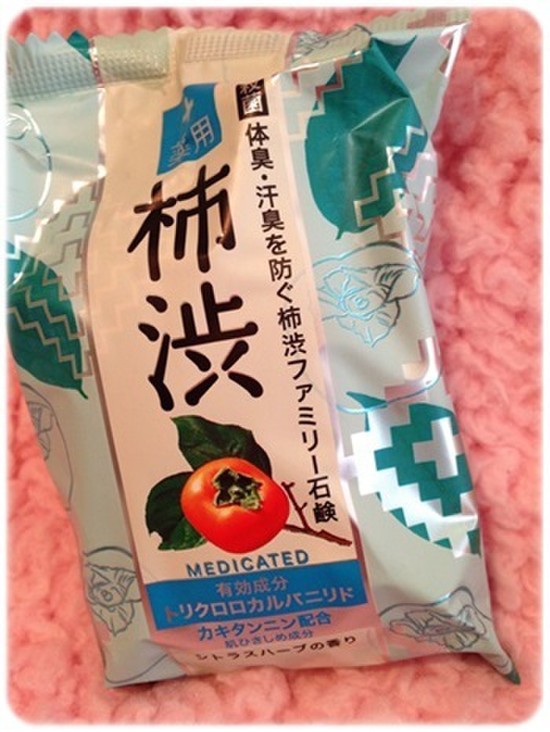 殺菌
薬用
体臭・汗臭を防ぐ柿渋ファミリー石鹸
柿渋
MEDICATED
有効成分
トリクロロカルバニリド
カキタンニン配合
肌ひきしめ成分
シトラスハーブの香り